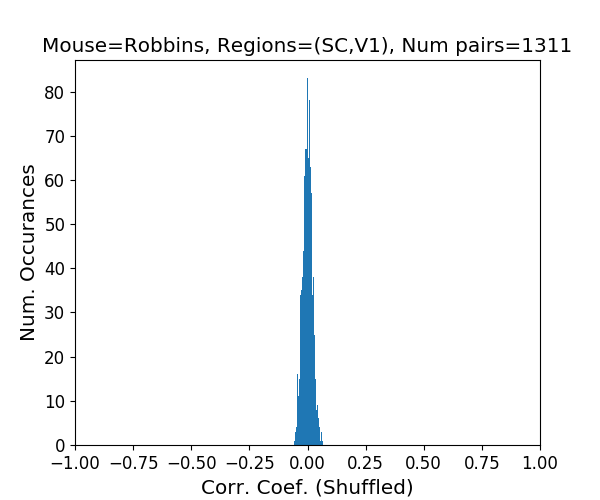 Mouse=Robbins, Regions=(SC,V1), Num pairs=1311
Num. Occurances
80
70
60
50
40
30
20
10
0
−1.00 −0.75 −0.50 −0.25 0.00 0.25 0.50 0.75 1.00
Corr. Coef. (Shuffled)